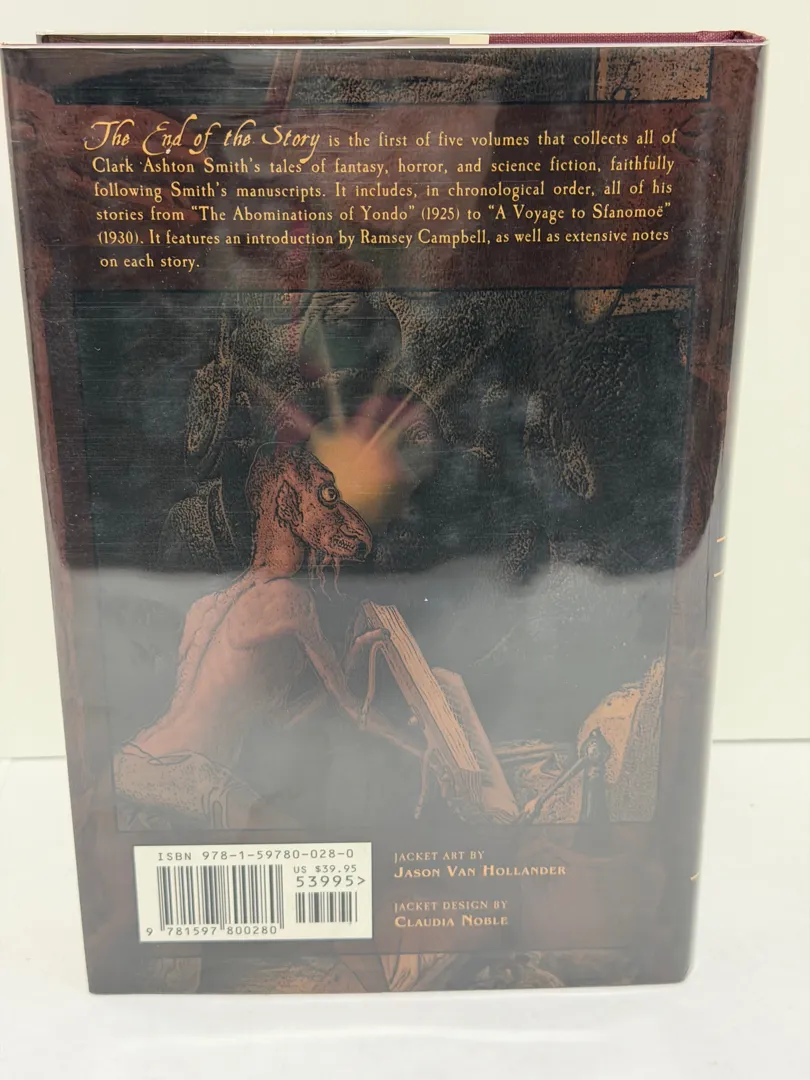 The End of the Story is the first of five volumes that collects all of
Clark Ashton Smith's tales of fantasy, horror, and science fiction, faithfully
following Smith's manuscripts. It includes, in chronological order, all of his
stories from "The Abominations of Yondo" (1925) to "A Voyage to Sfanomoë"
(1930). It features an introduction by Ramsey Campbell, as well as extensive notes
on each story.
ISBN 978-1-59780-028-0
US $39.95
53995>
9 781597 800280
JACKET ART BY
JASON VAN HOLLANDER
JACKET DESIGN BY
CLAUDIA NOBLE